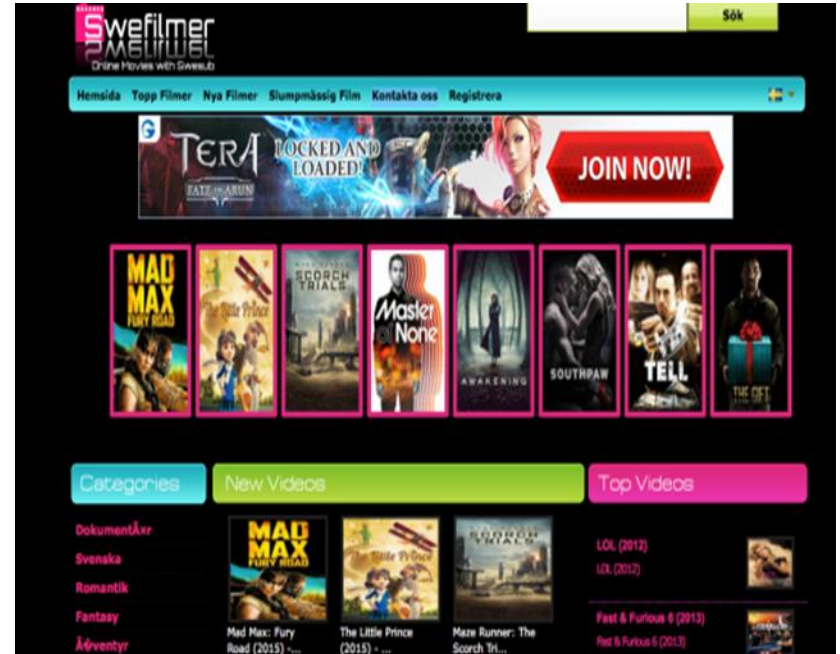 Swefilmer
Online Movies with Swesub
Sök
Hemsida Topp Filmer Nya Filmer Slumpmässig Film Kontakta oss Registrera
TERA
FATE OF ARUN
LOCKED AND
LOADED!
JOIN NOW!
MAD
MAX
FURY ROAD
The Little Prince
SCORCH
TRIALS
Master
of None
AWAKENING
SOUTHPAW
TELL
THE GIFT
Categories
New Videos
Top Videos
DokumentÃ¤r
Svenska
Romantik
Fantasy
Ã„ventyr
MAD
MAX
FURY ROAD
The Little Prince
SCORCH
TRIALS
Mad Max: Fury
Road (2015) -...
The Little Prince
(2015) - ...
Maze Runner: The
Scorch Tri...
LOL (2012)
LOL (2012)
Fast & Furious 6 (2013)
Fast & Furious 6 (2013)